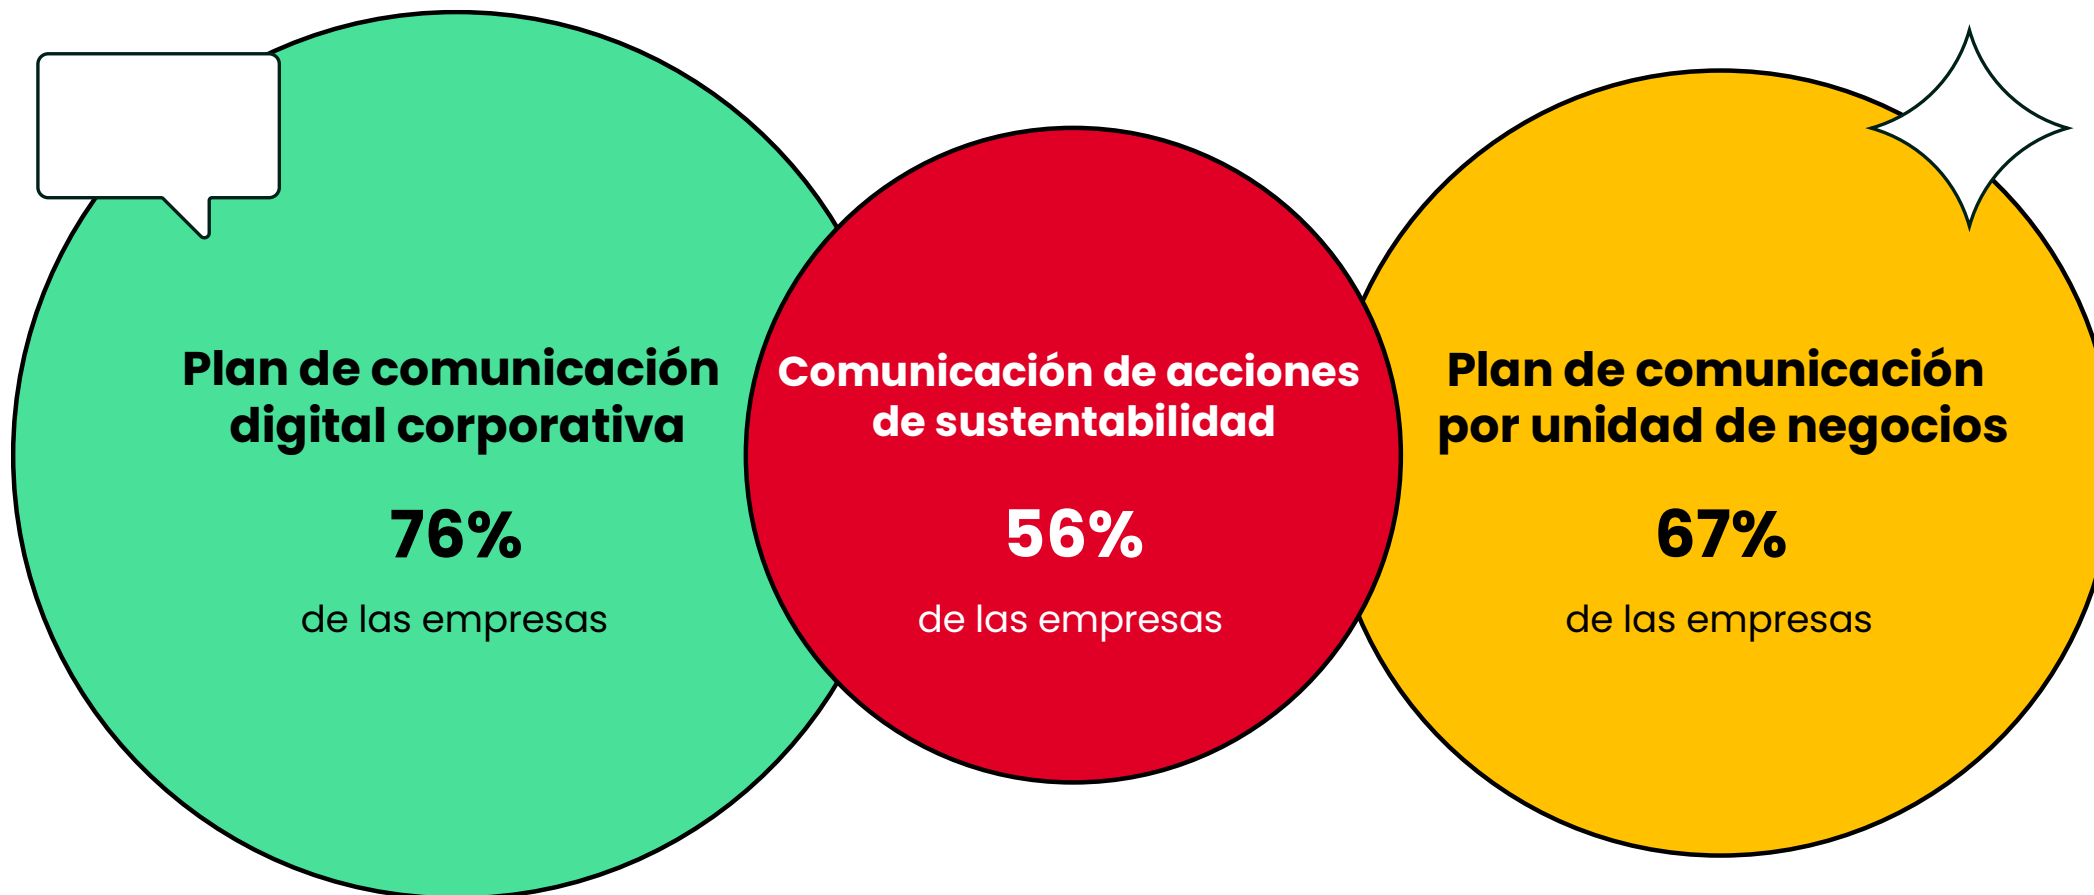 Plan de comunicación
digital corporativa
76%
de las empresas
Comunicación de acciones
de sustentabilidad
56%
de las empresas
Plan de comunicación
por unidad de negocios
67%
de las empresas